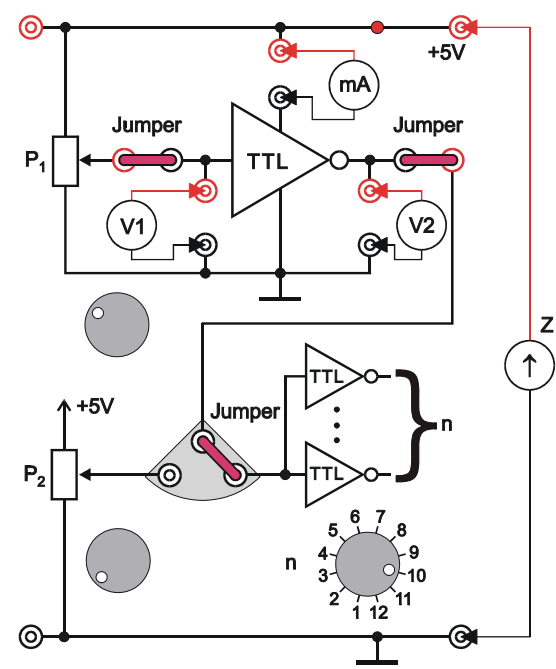 +5V
mA
Jumper
Jumper
P1
TTL
V1
V2
Z
TTL
+5V
Jumper
n
TTL
P2
6 7
5 8
4 9
n
3 10
2 11
1 12